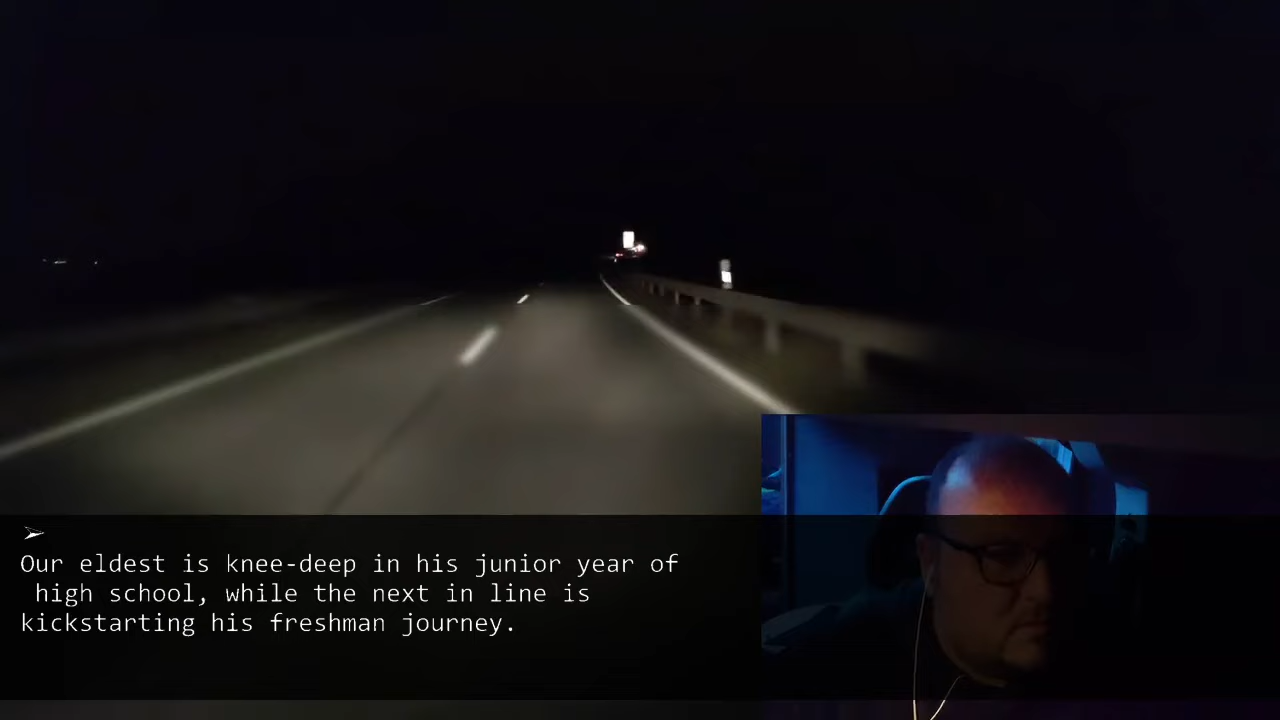 Our eldest is knee-deep in his junior year of
high school, while the next in line is
kickstarting his freshman journey.